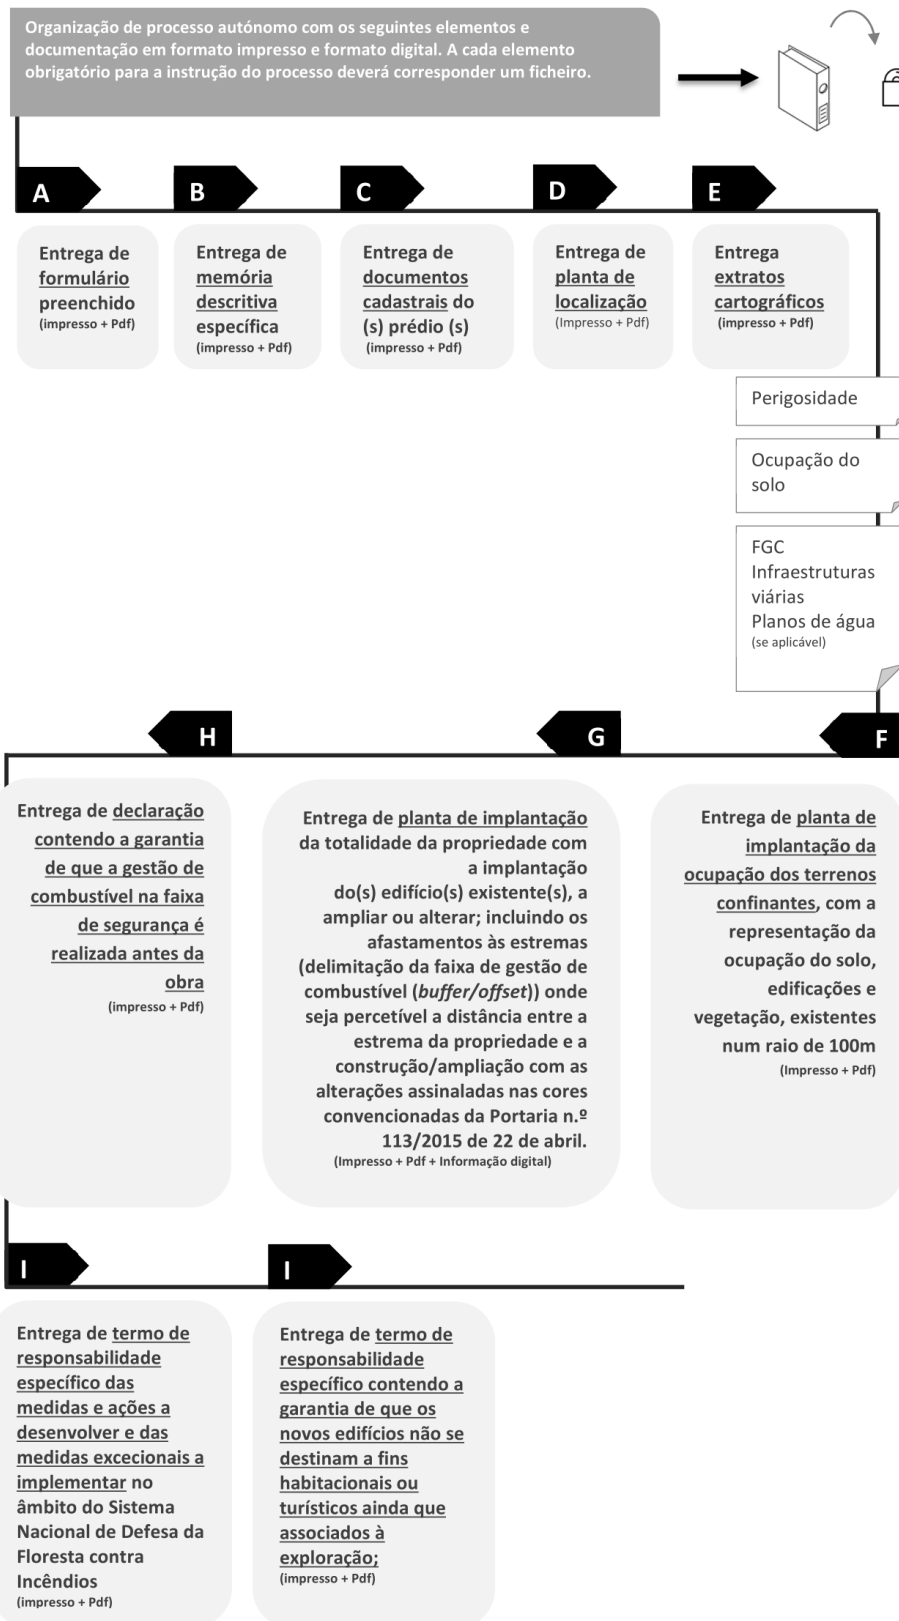 Organização de processo autónomo com os seguintes elementos e
documentação em formato impresso e formato digital. A cada elemento
obrigatório para a instrução do processo deverá corresponder um ficheiro.
A
Entrega de
formulário
preenchido
(impresso + Pdf)
B
Entrega de
memória
descritiva
específica
(impresso + Pdf)
C
Entrega de
documentos
cadastrais do
(s) prédio (s)
(impresso + Pdf)
D
Entrega de
planta de
localização
(Impresso + Pdf)
E
Entrega
extratos
cartográficos
(impresso + Pdf)
Perigosidade
Ocupação do
solo
FGC
Infraestruturas
viárias
Planos de água
(se aplicável)
F
Entrega de planta de
implantação da
ocupação dos terrenos
confinantes, com a
representação da
ocupação do solo,
edificações e
vegetação, existentes
num raio de 100m
(Impresso + Pdf)
G
Entrega de planta de implantação
da totalidade da propriedade com
a implantação
do(s) edifício(s) existente(s), a
ampliar ou alterar; incluindo os
afastamentos às estremas
(delimitação da faixa de gestão de
combustível (buffer/offset)) onde
seja percetível a distância entre a
estrema da propriedade e a
construção/ampliação com as
alterações assinaladas nas cores
convencionadas da Portaria n.º
113/2015 de 22 de abril.
(Impresso + Pdf + Informação digital)
H
Entrega de declaração
contendo a garantia
de que a gestão de
combustível na faixa
de segurança é
realizada antes da
obra
(impresso + Pdf)
I
Entrega de termo de
responsabilidade
específico das
medidas e ações a
desenvolver e das
medidas excecionais a
implementar no
âmbito do Sistema
Nacional de Defesa da
Floresta contra
Incêndios
(impresso + Pdf)
I
Entrega de termo de
responsabilidade
específico contendo a
garantia de que os
novos edifícios não se
destinam a fins
habitacionais ou
turísticos ainda que
associados à
exploração;
(impresso + Pdf)